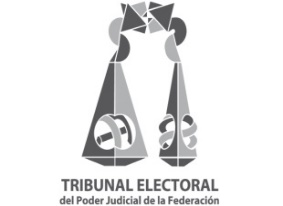 TRIBUNAL ELECTORAL
del Poder Judicial de la Federación